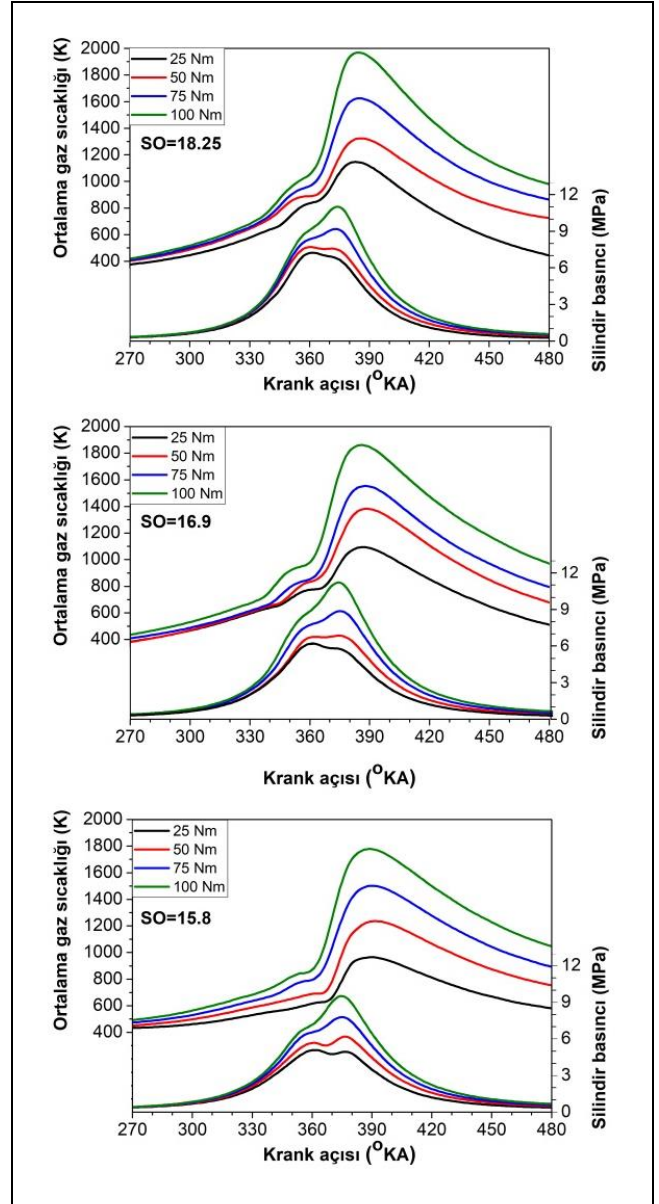 Ortalama gaz sıcaklığı (K)
2000
1800
1600
1400
1200
1000
800
600
400
25 Nm
50 Nm
75 Nm
100 Nm
SO=18.25
12
9
6
3
0
Silindir basıncı (MPa)
270 300 330 360 390 420 450 480
Krank açısı (ᴼKA)
Ortalama gaz sıcaklığı (K)
2000
1800
1600
1400
1200
1000
800
600
400
25 Nm
50 Nm
75 Nm
100 Nm
SO=16.9
12
9
6
3
0
Silindir basıncı (MPa)
270 300 330 360 390 420 450 480
Krank açısı (ᴼKA)
Ortalama gaz sıcaklığı (K)
2000
1800
1600
1400
1200
1000
800
600
400
25 Nm
50 Nm
75 Nm
100 Nm
SO=15.8
12
9
6
3
0
Silindir basıncı (MPa)
270 300 330 360 390 420 450 480
Krank açısı (ᴼKA)